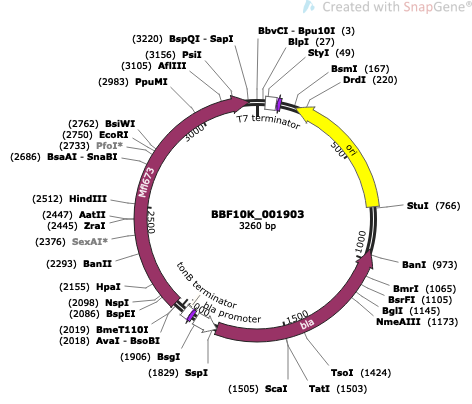 Created with SnapGene®
(3220) BspQI - SapI
BbvCI - Bpu10I (3)
BlpI (27)
StyI (49)
(3156) PsiI
(3105) AflIII
BsmI (167)
DrdI (220)
(2983) PpuMI
T7 terminator
3000
500
ori
(2762) BsiWI
(2750) EcoRI
(2733) PfoI*
(2686) BsaAI - SnaBI
Mfl673
(2512) HindIII
(2447) AatII
(2445) ZraI
(2376) SexAI*
(2293) BanII
2500
BBF10K_001903
3260 bp
StuI (766)
1000
BanI (973)
(2155) HpaI
(2098) NspI
(2086) BspEI
tonB terminator
bla promoter
BmrI (1065)
BsrFI (1105)
BglI (1145)
NmeAIII (1173)
(2019) BmeT110I
(2018) AvaI - BsoBI
(1906) BsgI
1500
bla
(1829) SspI
TsoI (1424)
(1505) ScaI
TatI (1503)